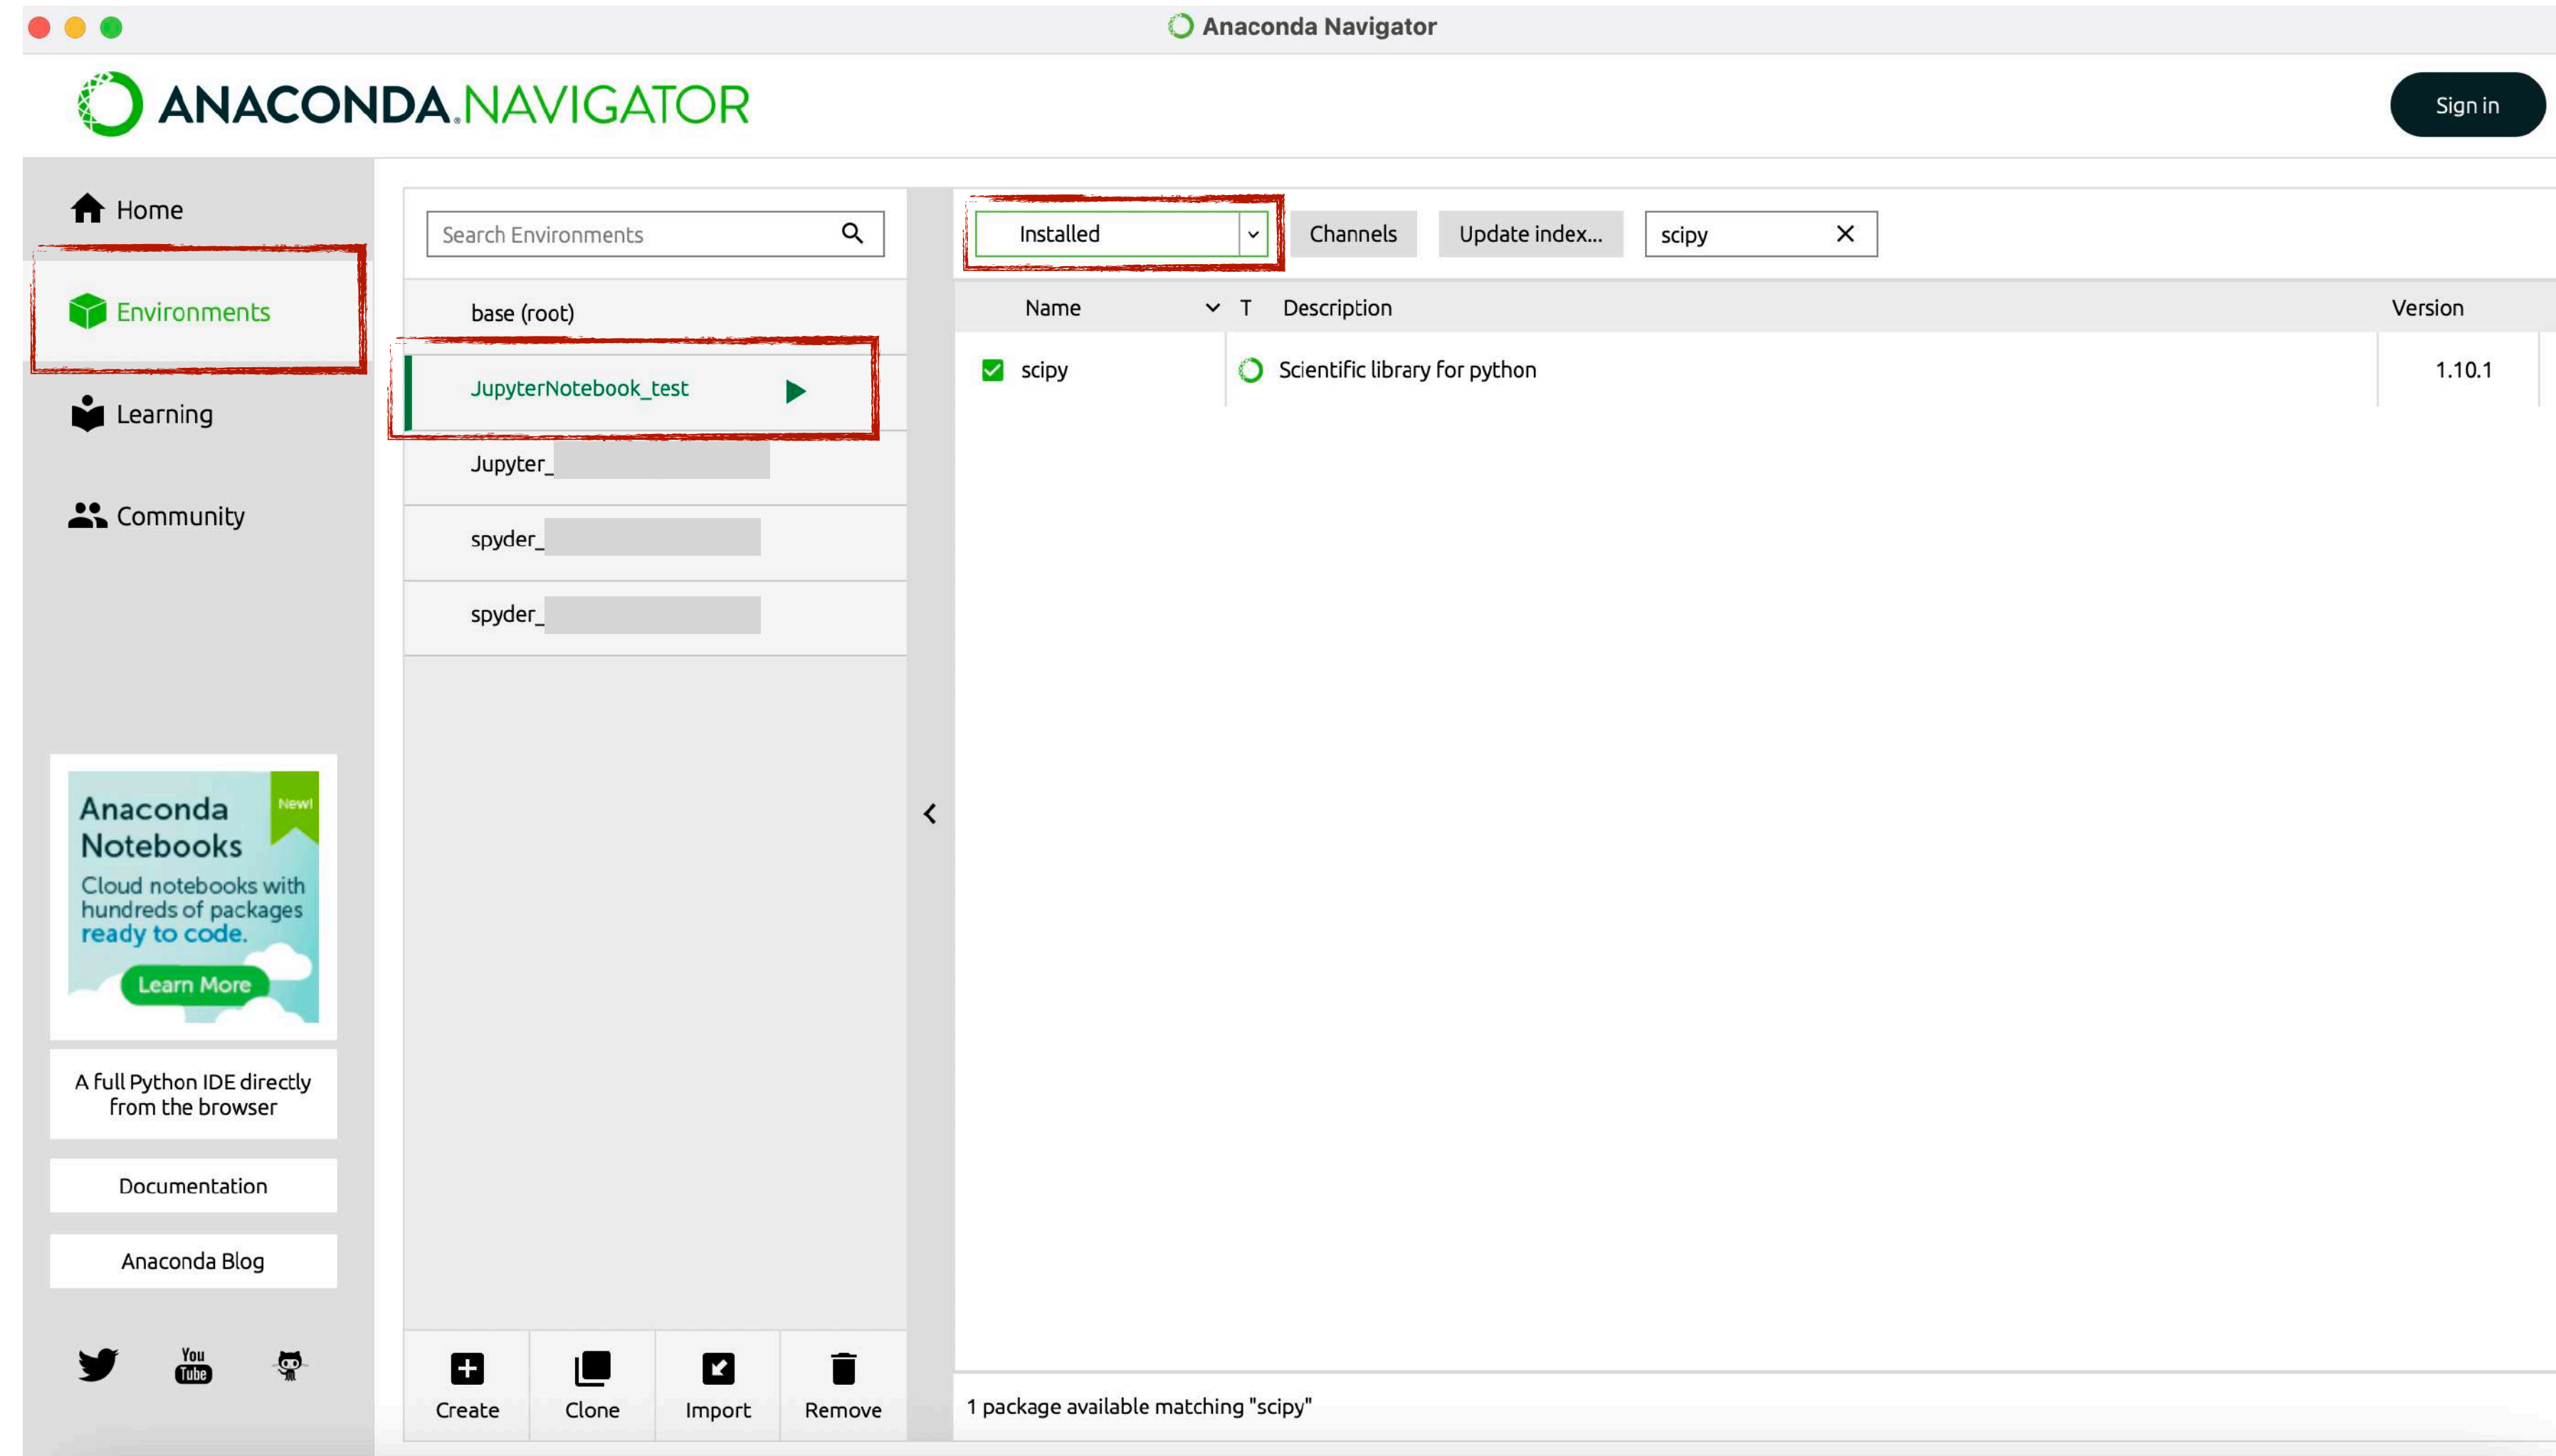 Anaconda Navigator
ANACONDA.NAVIGATOR
Sign in
Home
Environments
Learning
Community
Anaconda
Notebooks
New!
Cloud notebooks with
hundreds of packages
ready to code.
Learn More
A full Python IDE directly
from the browser
Documentation
Anaconda Blog
You
Tube
Search Environments
base (root)
JupyterNotebook_test
Jupyter_
spyder_
spyder_
Create Clone Import Remove
Installed Channels Update index... scipy
Name T Description Version
scipy Scientific library for python 1.10.1
1 package available matching "scipy"